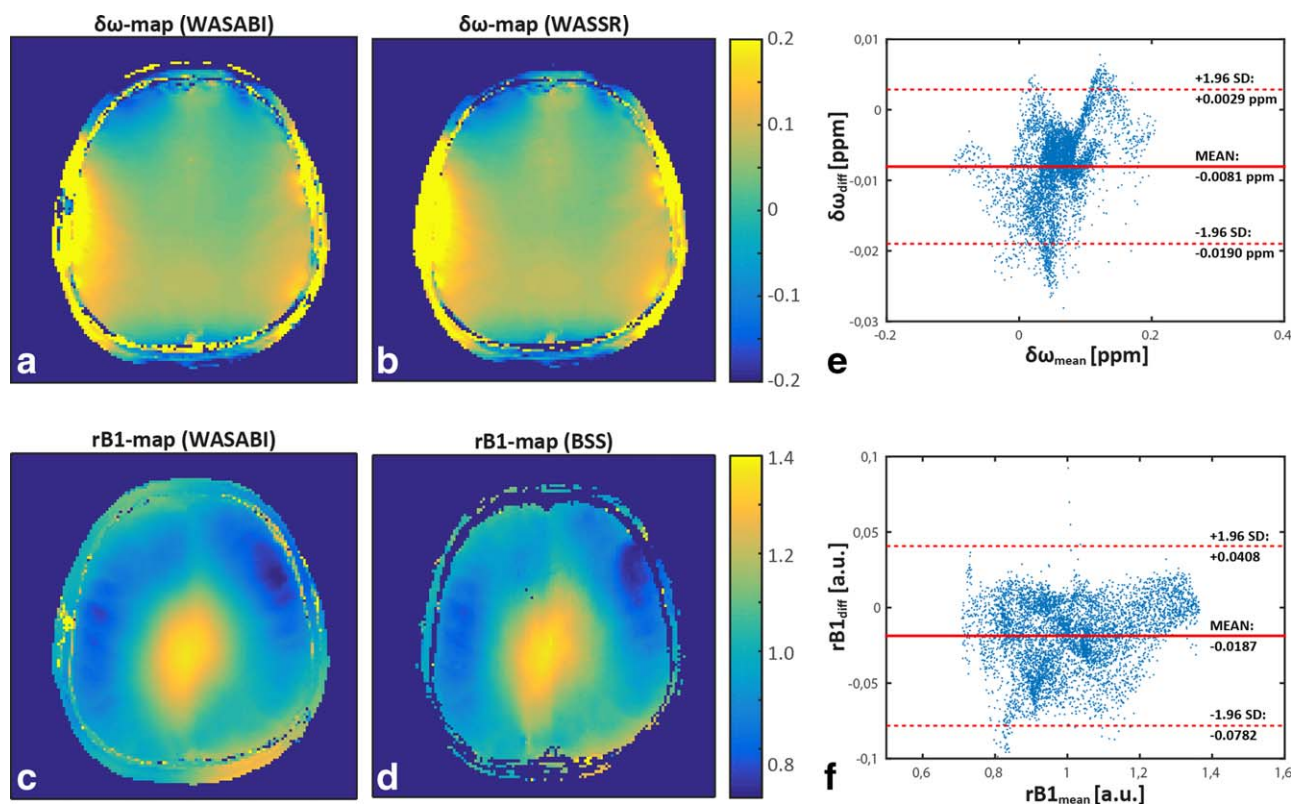 δω-map (WASABI)
δω-map (WASSR)
0.2
0.1
0
-0.1
-0.2
a
b
0,01
0
-0,01
-0,02
-0,03
-0.2
0
0.2
0.4
δωdiff [ppm]
δωmean [ppm]
+1.96 SD:
+0.0029 ppm
MEAN:
-0.0081 ppm
-1.96 SD:
-0.0190 ppm
e
rB1-map (WASABI)
rB1-map (BSS)
1.4
1.2
1.0
0.8
c
d
0,1
0,05
0
-0,05
-0,1
0,6
0,8
1
1,2
1,4
1,6
rB1diff [a.u.]
rB1mean [a.u.]
+1.96 SD:
+0.0408
MEAN:
-0.0187
-1.96 SD:
-0.0782
f